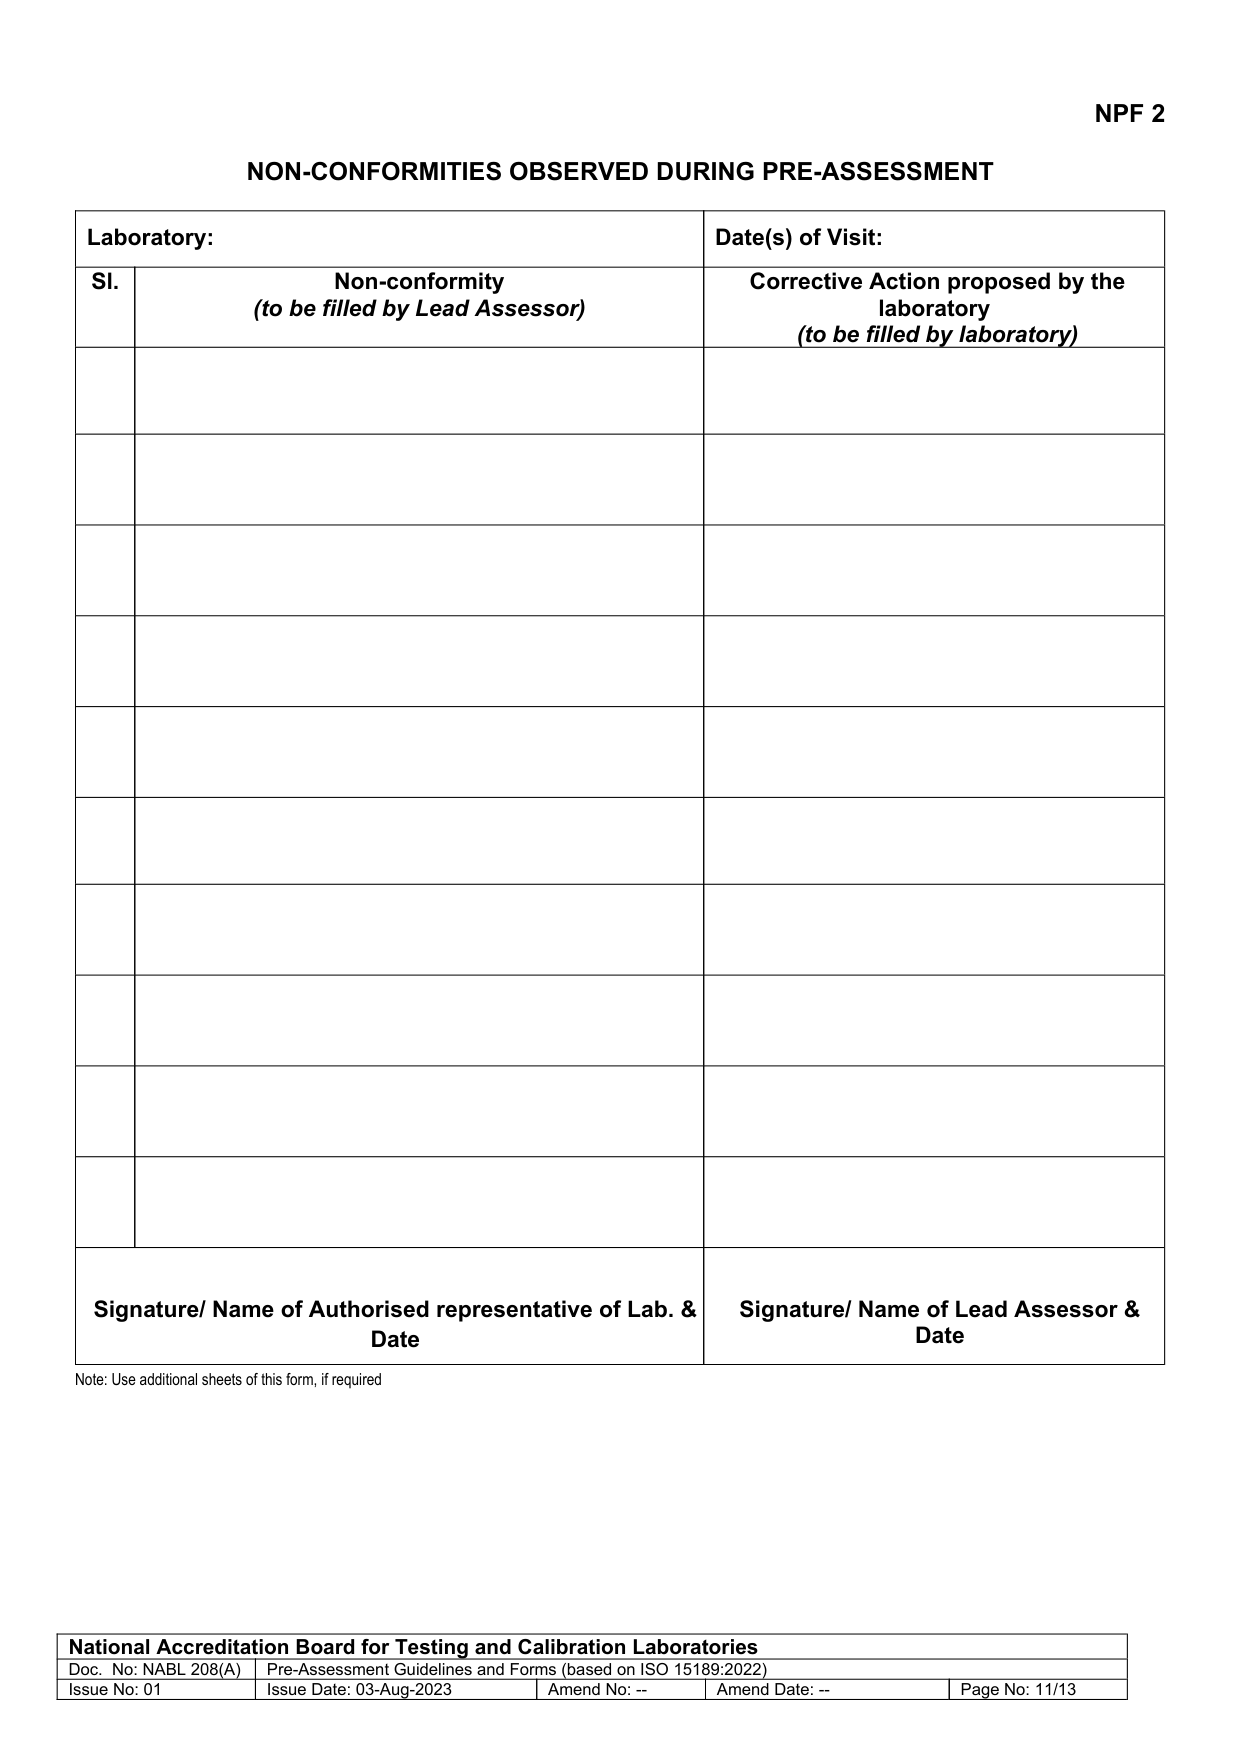 NPF 2
NON-CONFORMITIES OBSERVED DURING PRE-ASSESSMENT
Laboratory:
Date(s) of Visit:
Sl.
Non-conformity
(to be filled by Lead Assessor)
Corrective Action proposed by the
laboratory
(to be filled by laboratory)
Signature/ Name of Authorised representative of Lab. &
Date
Signature/ Name of Lead Assessor &
Date
Note: Use additional sheets of this form, if required
National Accreditation Board for Testing and Calibration Laboratories
Doc.  No: NABL 208(A)
Pre-Assessment Guidelines and Forms (based on ISO 15189:2022)
Issue No: 01
Issue Date: 03-Aug-2023
Amend No: --
Amend Date: --
Page No: 11/13